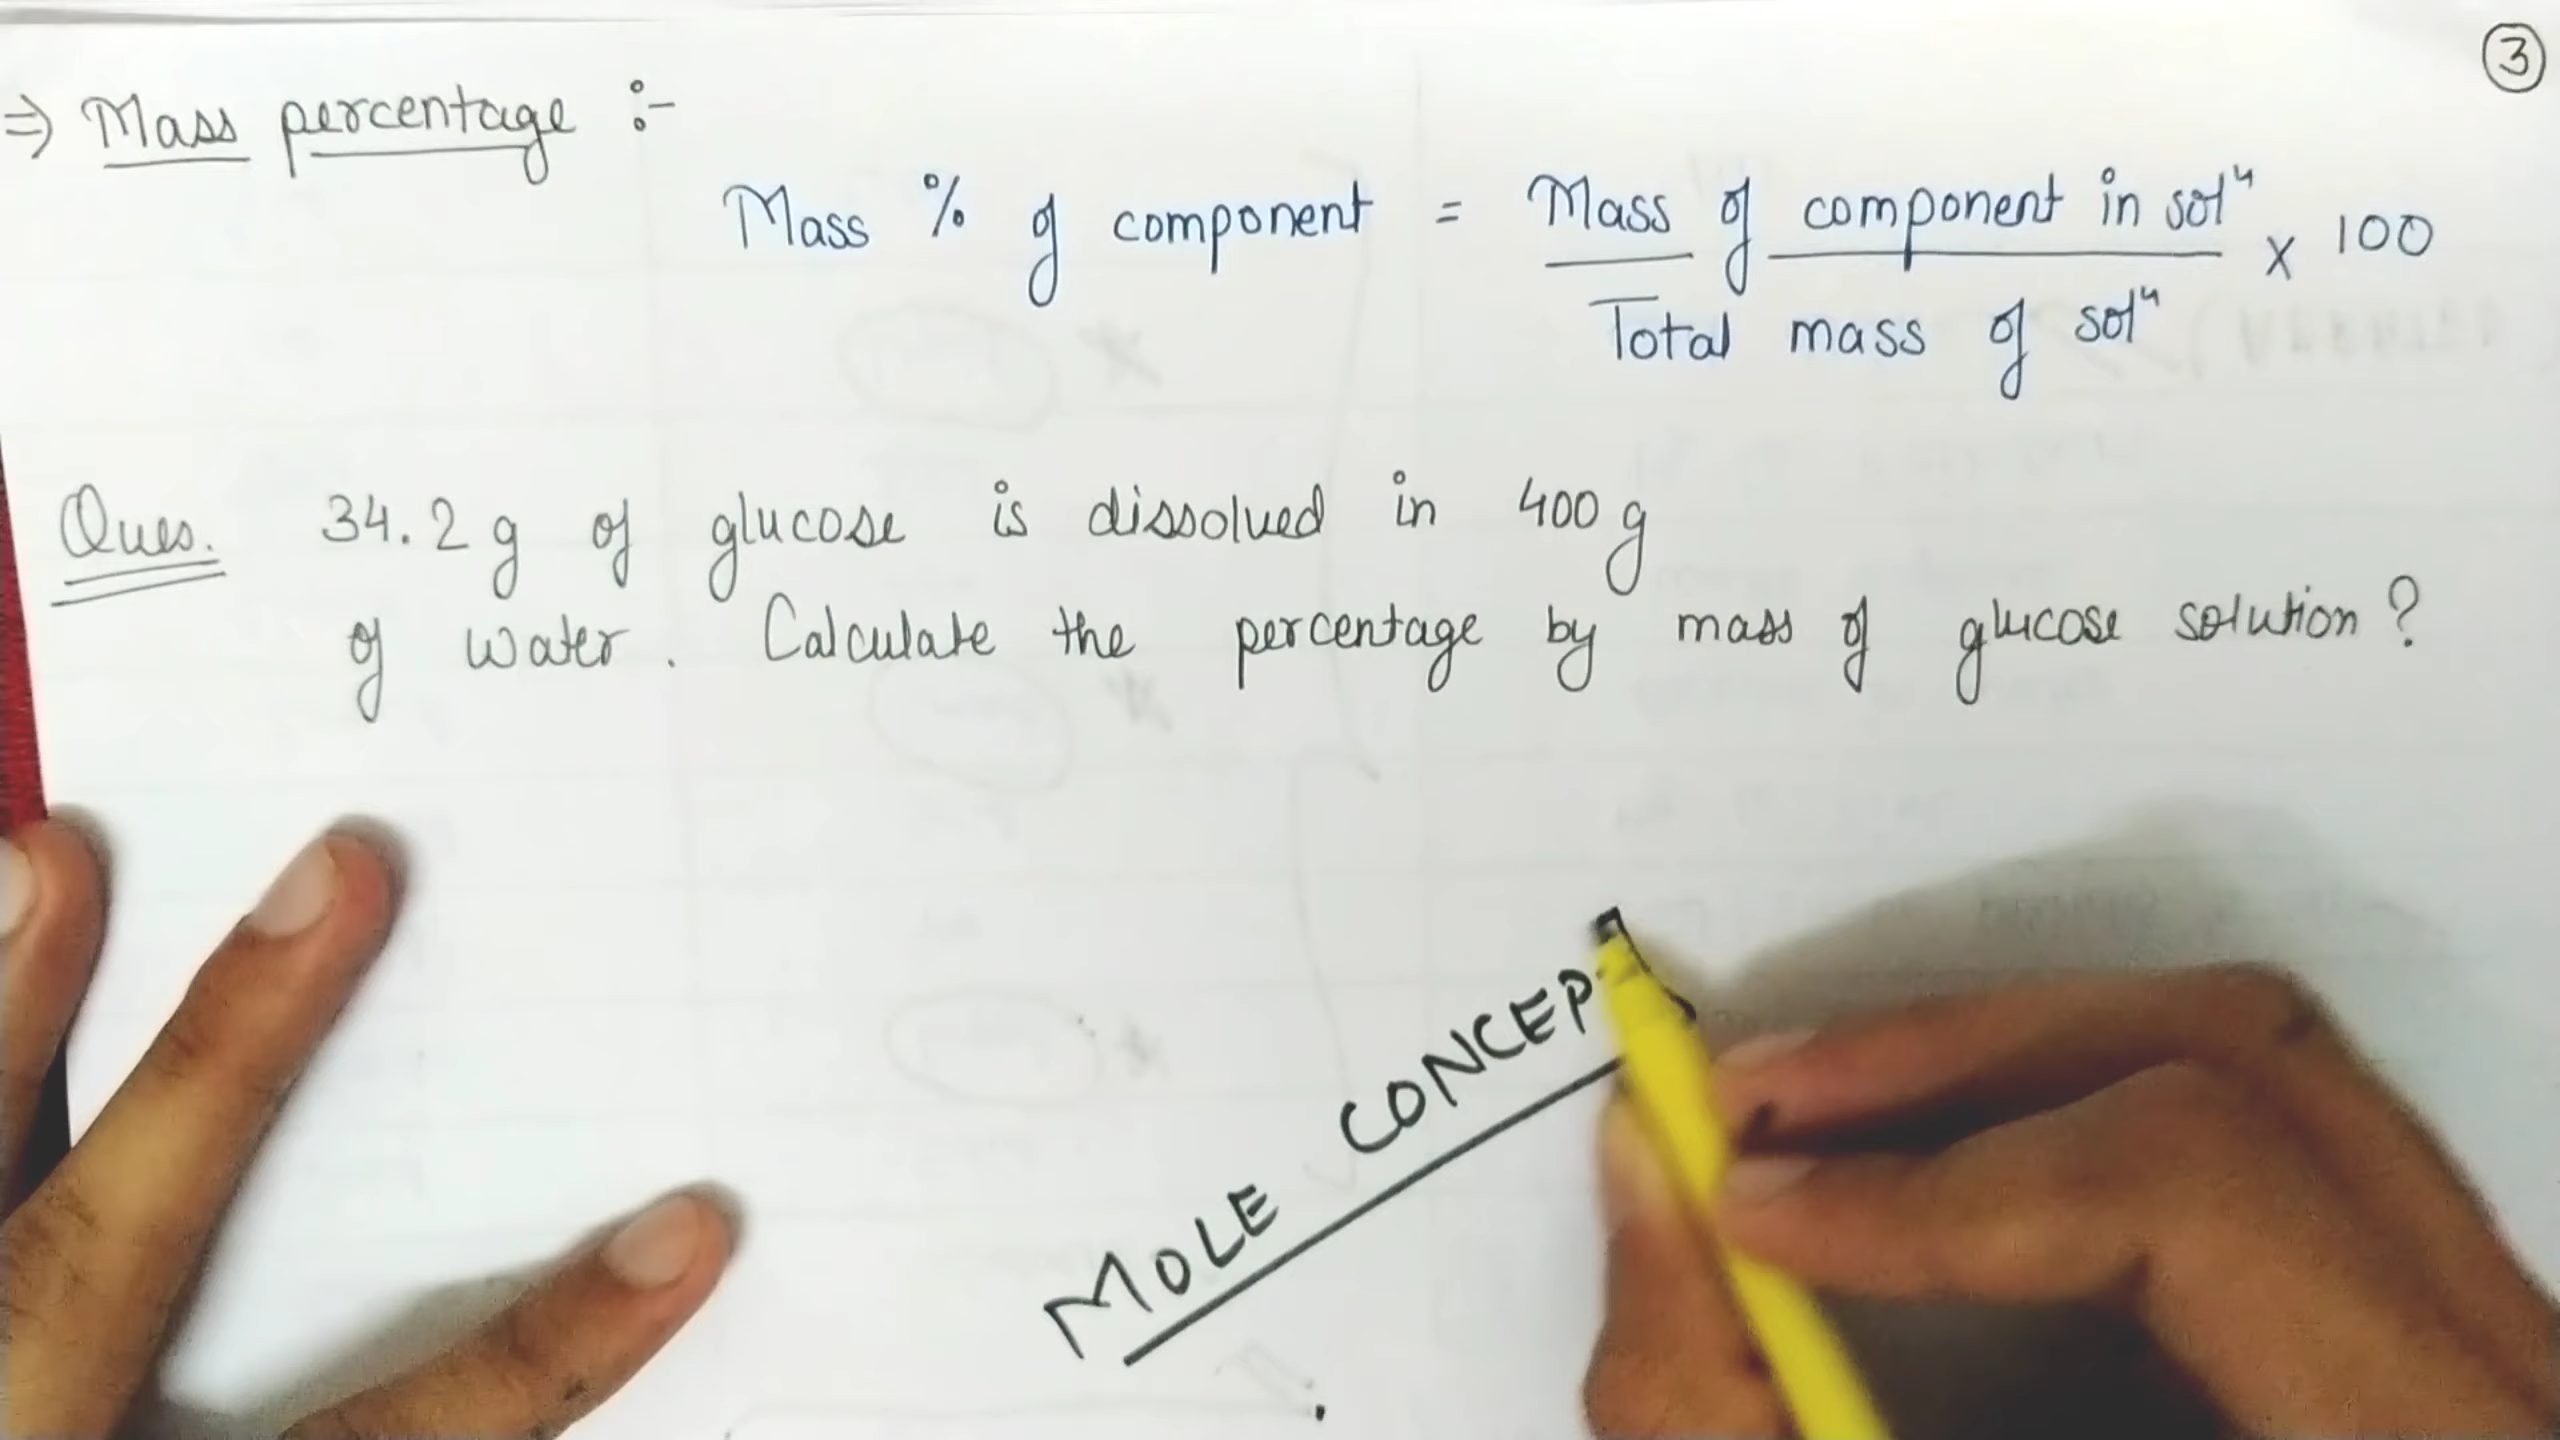 ③
⇒ Mass percentage :-
Mass % of component = Mass of component in solⁿ × 100
Total mass of solⁿ
Ques. 34.2 g of glucose is dissolved in 400 g
of water. Calculate the percentage by mass of glucose solution?
MOLE CONCEP